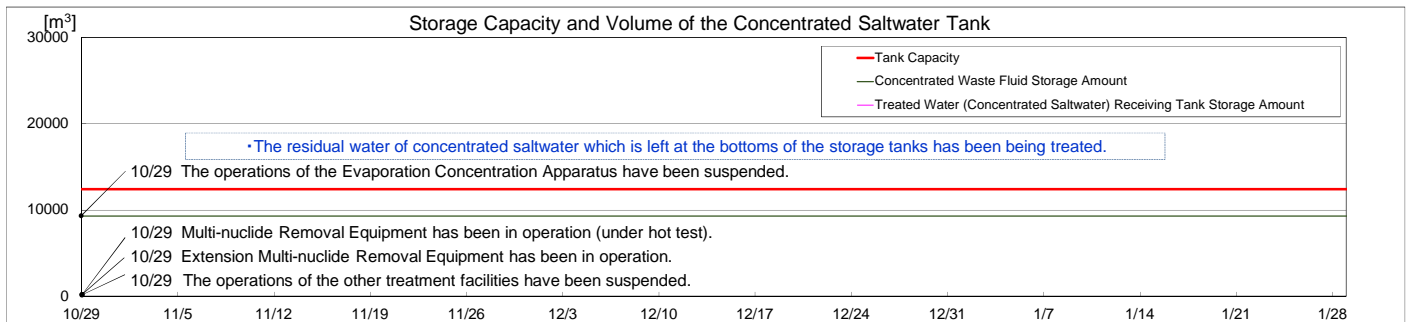 Storage Capacity and Volume of the Concentrated Saltwater Tank
[m³]
30000
Tank Capacity
Concentrated Waste Fluid Storage Amount
Treated Water (Concentrated Saltwater) Receiving Tank Storage Amount
20000
・The residual water of concentrated saltwater which is left at the bottoms of the storage tanks has been being treated.
10/29 The operations of the Evaporation Concentration Apparatus have been suspended.
10000
10/29 Multi-nuclide Removal Equipment has been in operation (under hot test).
10/29 Extension Multi-nuclide Removal Equipment has been in operation.
10/29 The operations of the other treatment facilities have been suspended.
0
10/29 11/5 11/12 11/19 11/26 12/3 12/10 12/17 12/24 12/31 1/7 1/14 1/21 1/28